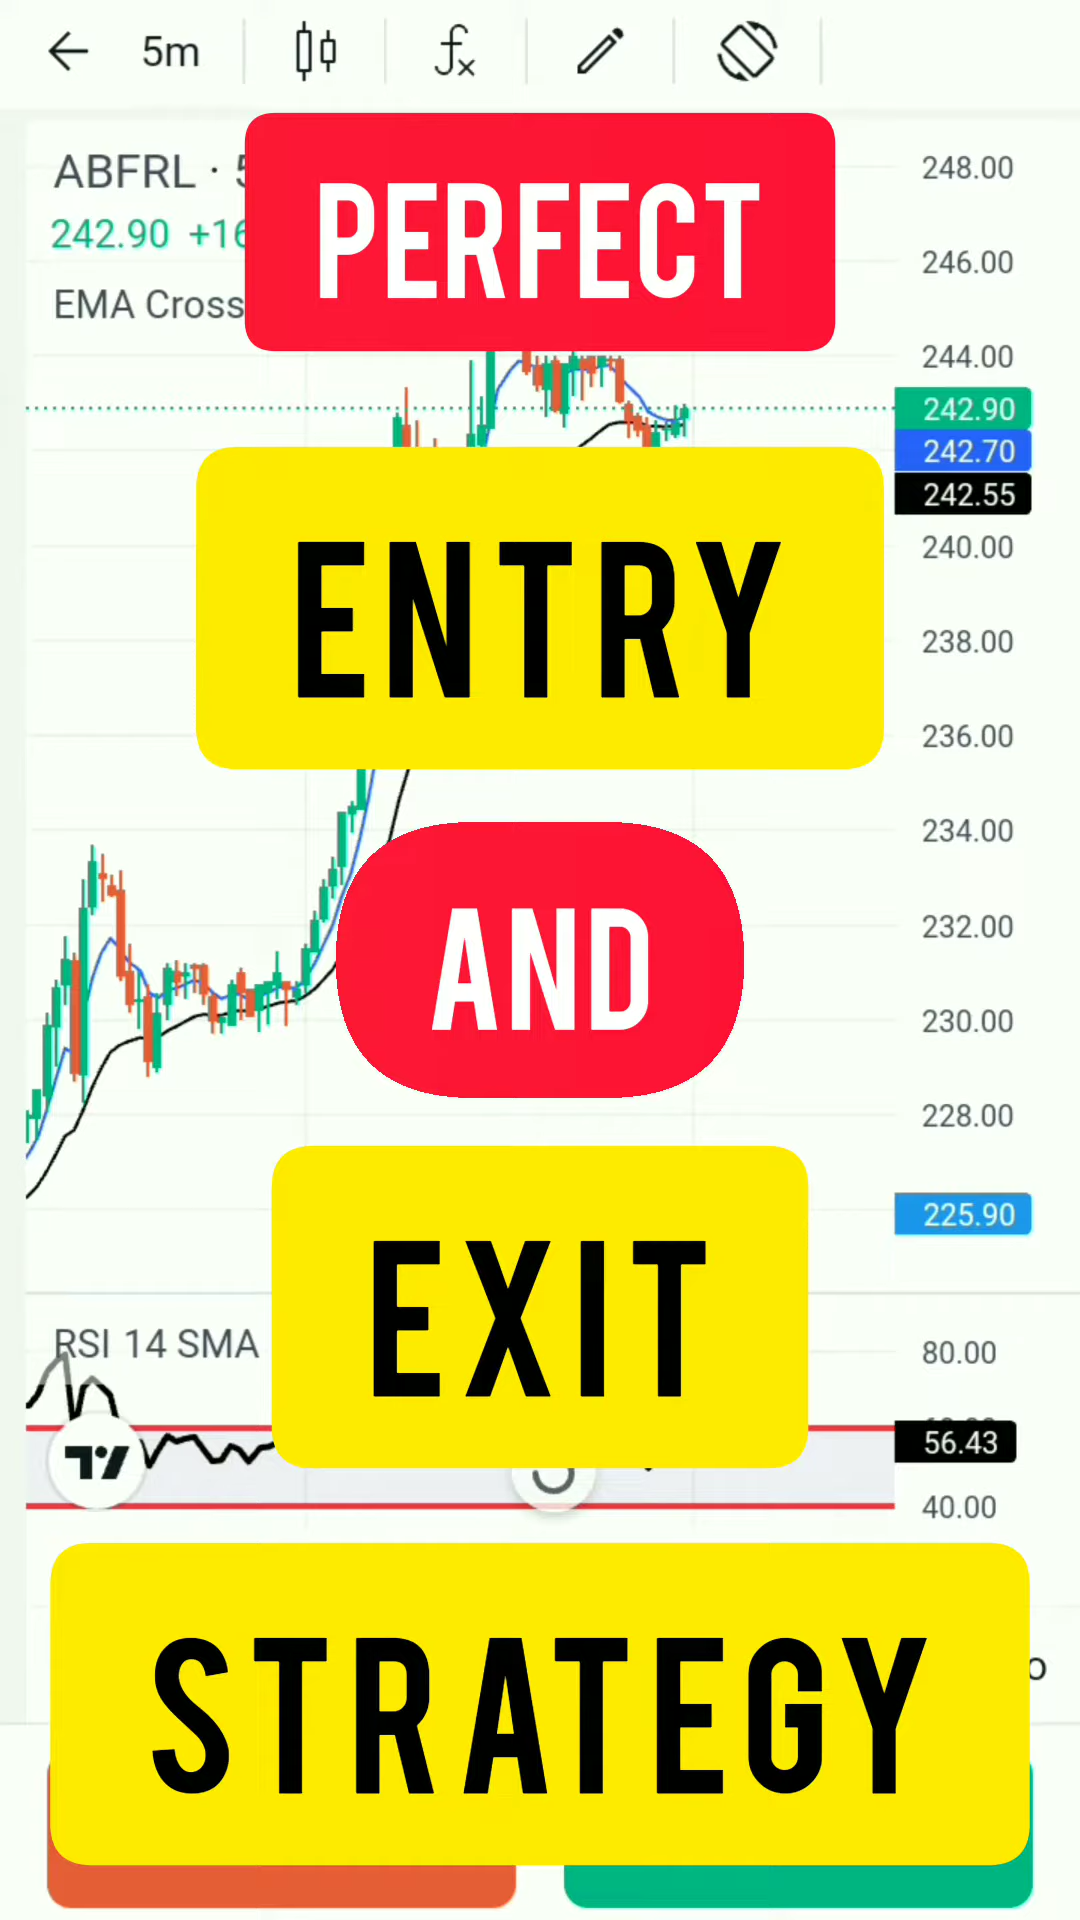 5m
ABFRL · 5
242.90 +16
EMA Cross
PERFECT
ENTRY
AND
EXIT
STRATEGY
248.00
246.00
244.00
242.90
242.70
242.55
240.00
238.00
236.00
234.00
232.00
230.00
228.00
225.90
RSI 14 SMA
80.00
56.43
40.00